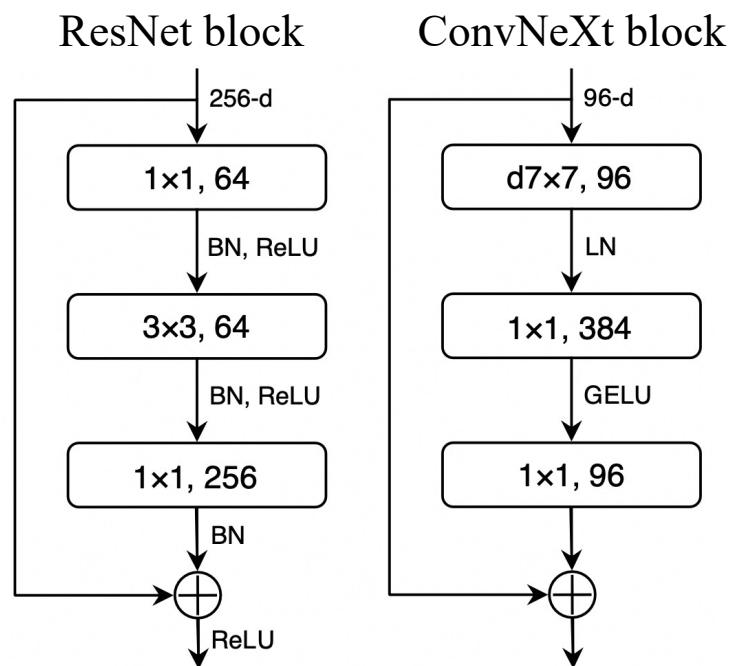 ResNet block
256-d
1×1, 64
BN, ReLU
3×3, 64
BN, ReLU
1×1, 256
BN
ReLU
ConvNeXt block
96-d
d7×7, 96
LN
1×1, 384
GELU
1×1, 96